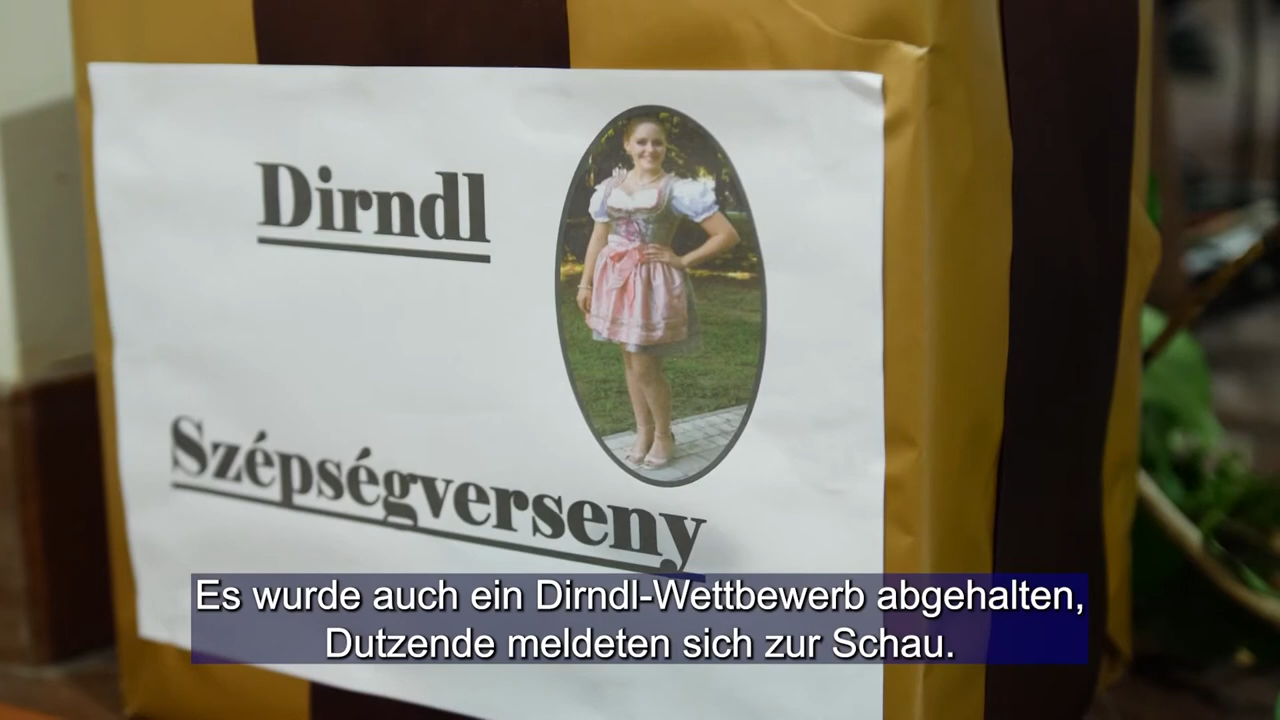 Dirndl
Szépségverseny
Es wurde auch ein Dirndl-Wettbewerb abgehalten,
Dutzende meldeten sich zur Schau.